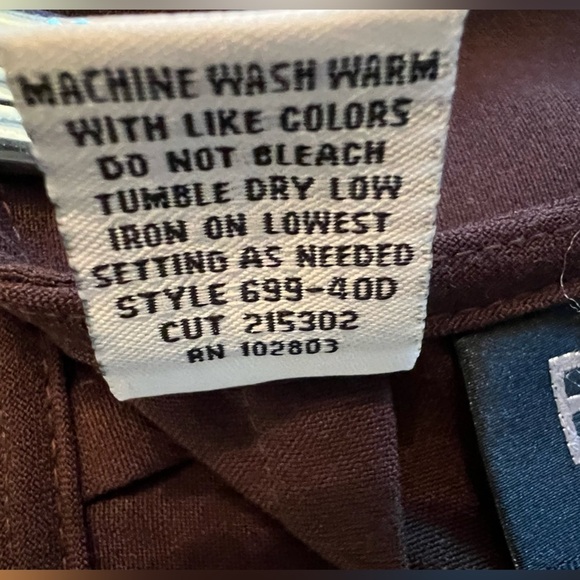 MACHINE WASH WARM
WITH LIKE COLORS
DO NOT BLEACH
TUMBLE DRY LOW
IRON ON LOWEST
SETTING AS NEEDED
STYLE 699-40D
CUT 215302
RN 102803